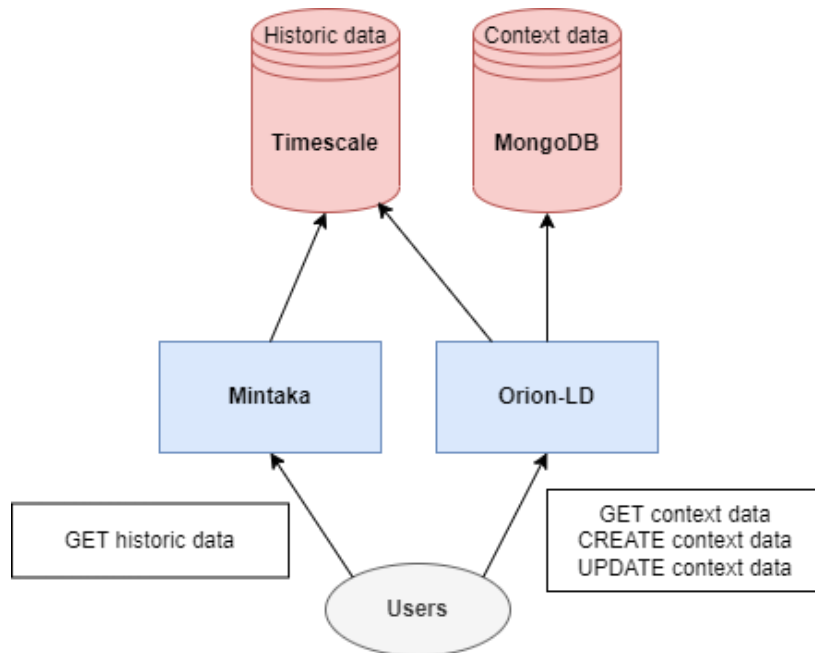 Historic data
Context data
Timescale
MongoDB
Mintaka
Orion-LD
GET historic data
GET context data
CREATE context data
UPDATE context data
Users